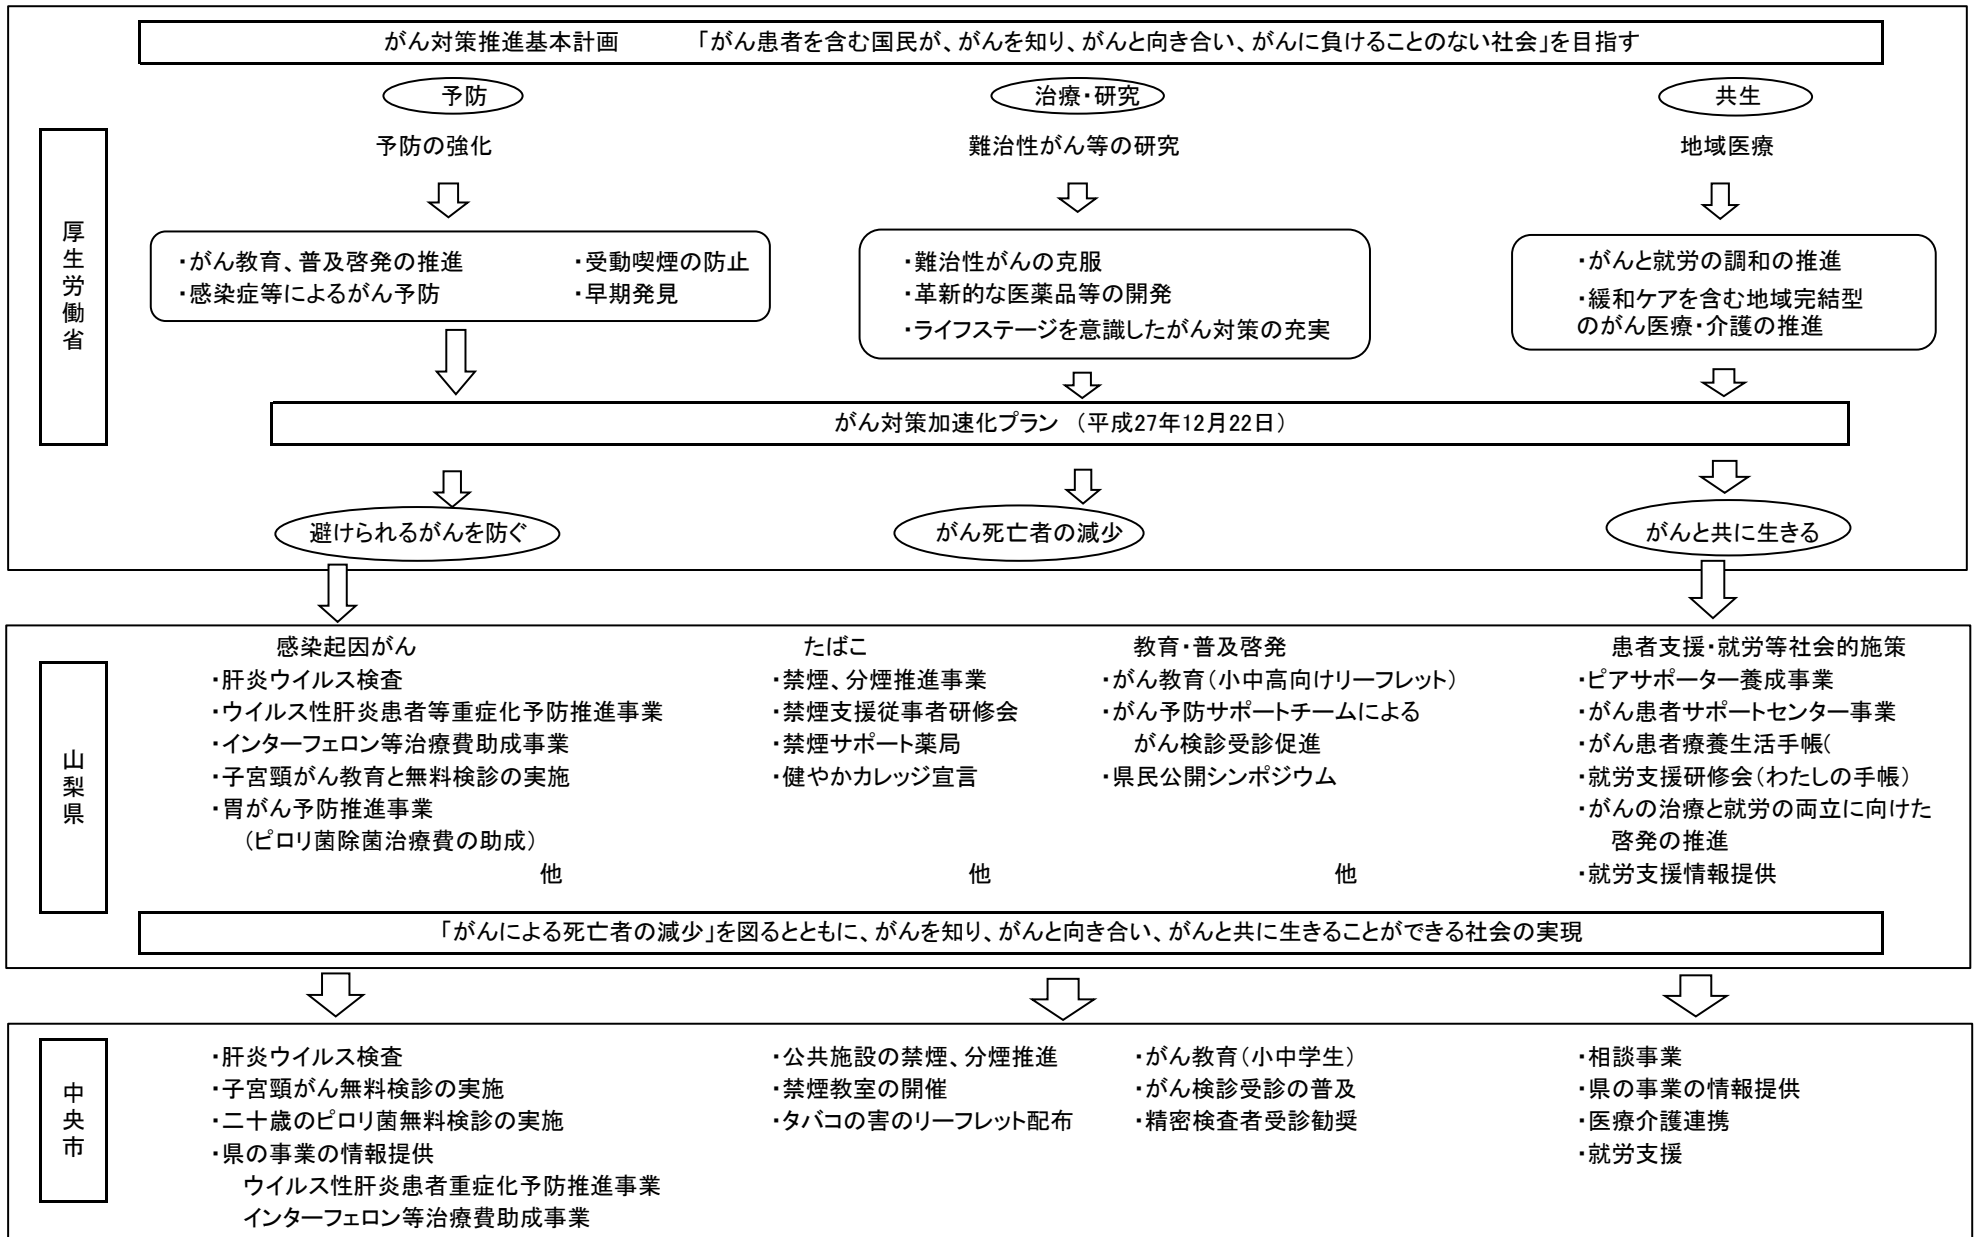 がん対策推進基本計画　「がん患者を含む国民が、がんを知り、がんと向き合い、がんに負けることのない社会」を目指す
厚生労働省
予防
予防の強化
・がん教育、普及啓発の推進　・受動喫煙の防止
・感染症等によるがん予防　・早期発見
治療・研究
難治性がん等の研究
・難治性がんの克服
・革新的な医薬品等の開発
・ライフステージを意識したがん対策の充実
共生
地域医療
・がんと就労の調和の推進
・緩和ケアを含む地域完結型
のがん医療・介護の推進
がん対策加速化プラン　（平成27年12月22日）
避けられるがんを防ぐ
がん死亡者の減少
がんと共に生きる
山梨県
感染起因がん
・肝炎ウイルス検査
・ウイルス性肝炎患者等重症化予防推進事業
・インターフェロン等治療費助成事業
・子宮頸がん教育と無料検診の実施
・胃がん予防推進事業
（ピロリ菌除菌治療費の助成）
他
たばこ
・禁煙、分煙推進事業
・禁煙支援従事者研修会
・禁煙サポート薬局
・健やかカレッジ宣言
他
教育・普及啓発
・がん教育（小中高向けリーフレット）
・がん予防サポートチームによる
がん検診受診促進
・県民公開シンポジウム
他
患者支援・就労等社会的施策
・ピアサポーター養成事業
・がん患者サポートセンター事業
・がん患者療養生活手帳（
・就労支援研修会（わたしの手帳）
・がんの治療と就労の両立に向けた
啓発の推進
・就労支援情報提供
「がんによる死亡者の減少」を図るとともに、がんを知り、がんと向き合い、がんと共に生きることができる社会の実現
中央市
・肝炎ウイルス検査
・子宮頸がん無料検診の実施
・二十歳のピロリ菌無料検診の実施
・県の事業の情報提供
ウイルス性肝炎患者重症化予防推進事業
インターフェロン等治療費助成事業
・公共施設の禁煙、分煙推進
・禁煙教室の開催
・タバコの害のリーフレット配布
・がん教育（小中学生）
・がん検診受診の普及
・精密検査者受診勧奨
・相談事業
・県の事業の情報提供
・医療介護連携
・就労支援